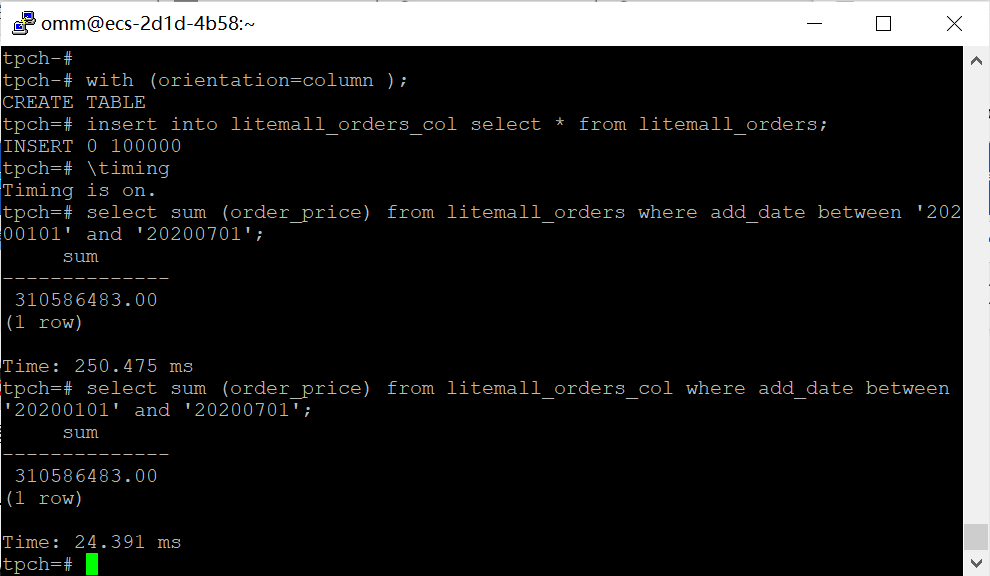 omm@ecs-2d1d-4b58:~
tpch-#
tpch-# with (orientation=column );
CREATE TABLE
tpch=# insert into litemall_orders_col select * from litemall_orders;
INSERT 0 100000
tpch=# \timing
Timing is on.
tpch=# select sum (order_price) from litemall_orders where add_date between '202
00101' and '20200701';
sum
--------------
310586483.00
(1 row)
Time: 250.475 ms
tpch=# select sum (order_price) from litemall_orders_col where add_date between
'20200101' and '20200701';
sum
--------------
310586483.00
(1 row)
Time: 24.391 ms
tpch=#